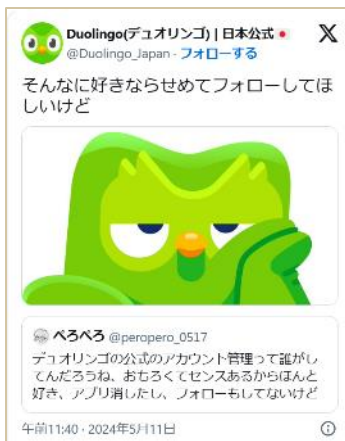 Duolingo(デュオリンゴ) | 日本公式
X
@Duolingo_Japan · フォローする
そんなに好きならせめてフォローしてほ
しいけど
ぺろぺろ @peropero_0517
デュオリンゴの公式のアカウント管理って誰がし
てんだろうね、おもろくてセンスあるからほんと
好き、アプリ消したし、フォローもしてないけど
午前11:40 · 2024年5月11日